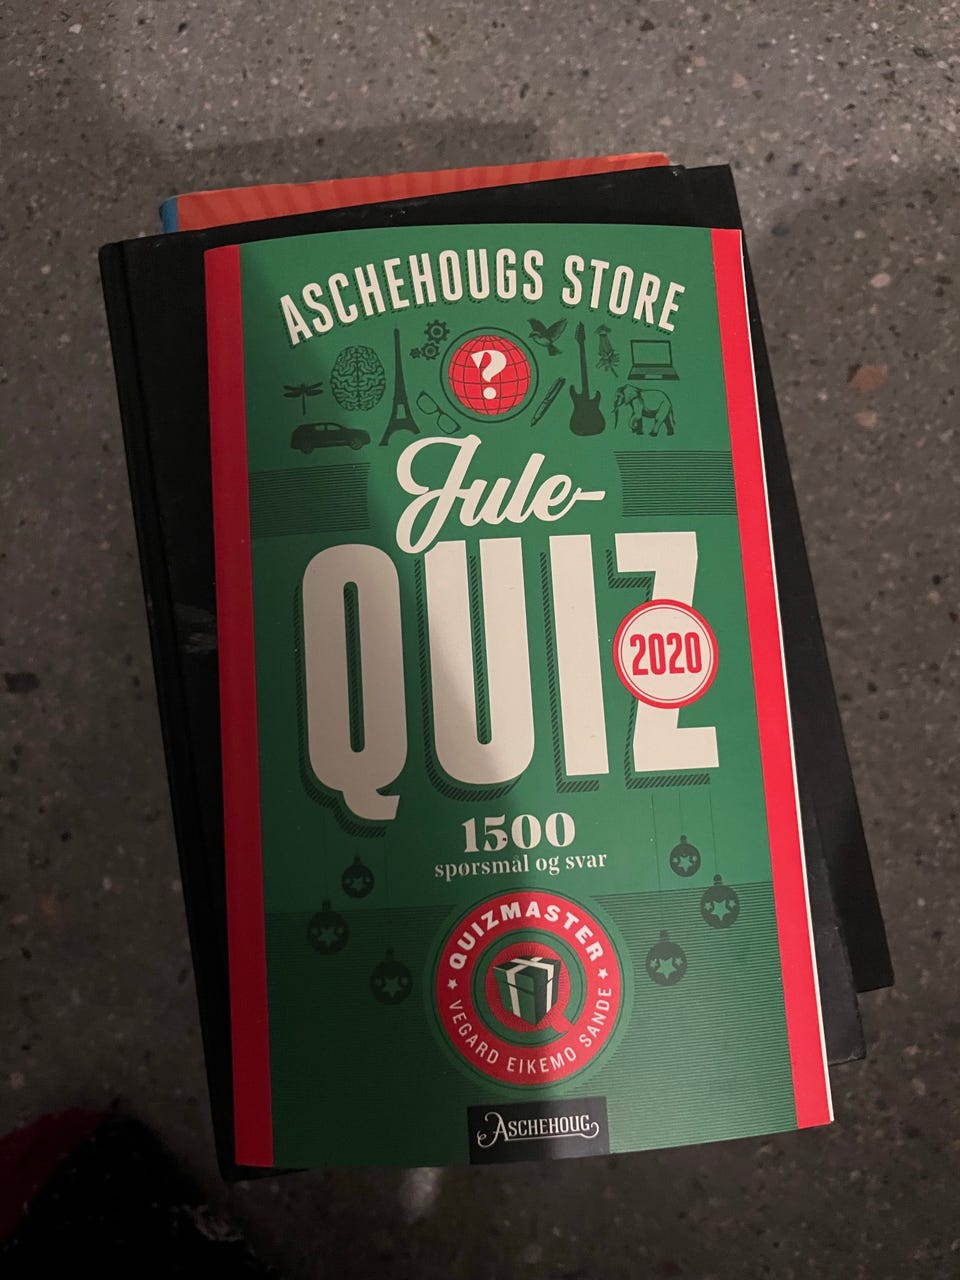 ASCHEHOUGS STORE
?
Jule-
QUIZ
2020
1500
spørsmål og svar
QUIZMASTER
VEGARD EIKEMO SANDE
ASCHEHOUG